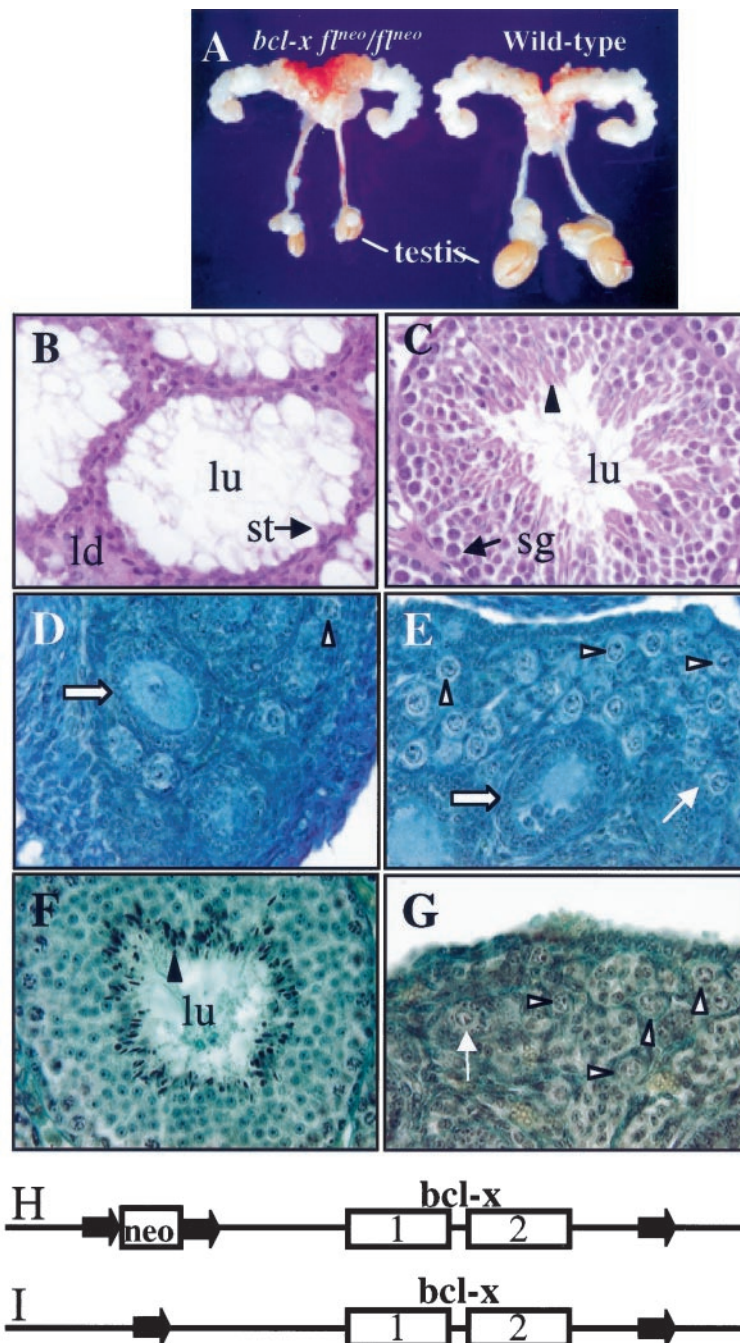 A
bcl-x fl^neo/fl^neo
Wild-type
testis
B
lu
st
ld
C
lu
sg
D
E
F
lu
G
H
neo
bcl-x
1
2
I
bcl-x
1
2